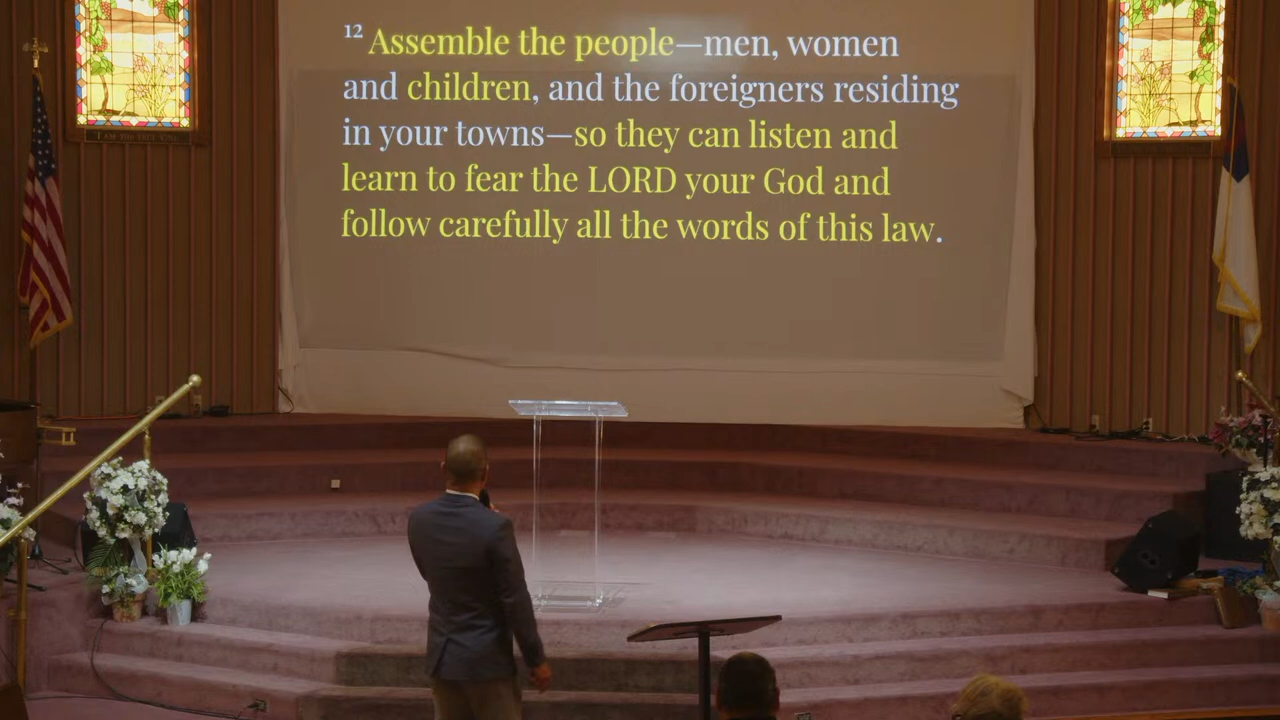 12 Assemble the people—men, women
and children, and the foreigners residing
in your towns—so they can listen and
learn to fear the LORD your God and
follow carefully all the words of this law.